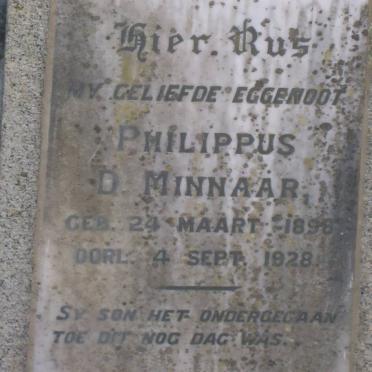 Hier Rus
MY GELIEFDE EGGENOOT
PHILIPPUS
D. MINNAAR,
GEB. 24 MAART
OORL. 4 SEPT. 1928.
SY SON HET ONDERGEGAAN
TOE DIT NOG DAG WAS.